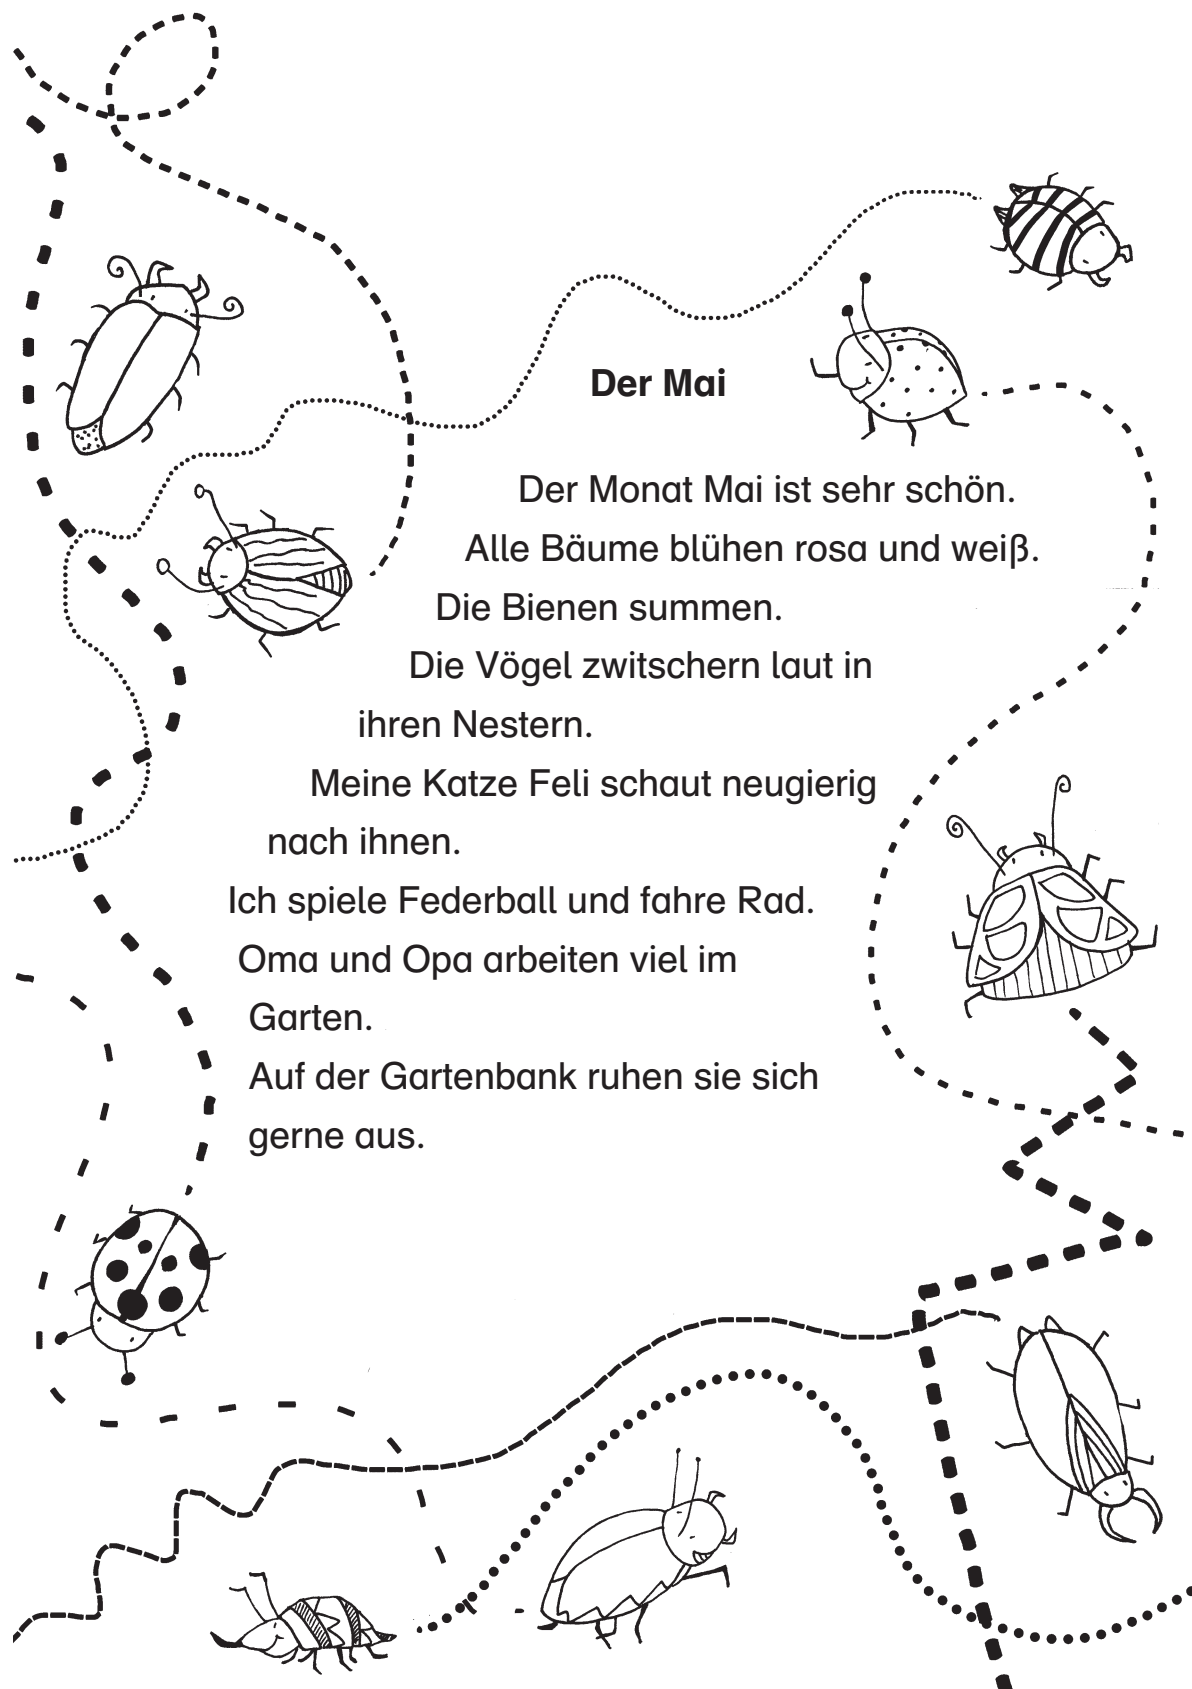 Der Mai
Der Monat Mai ist sehr schön.
Alle Bäume blühen rosa und weiß.
Die Bienen summen.
Die Vögel zwitschern laut in
ihren Nestern.
Meine Katze Feli schaut neugierig
nach ihnen.
Ich spiele Federball und fahre Rad.
Oma und Opa arbeiten viel im
Garten.
Auf der Gartenbank ruhen sie sich
gerne aus.